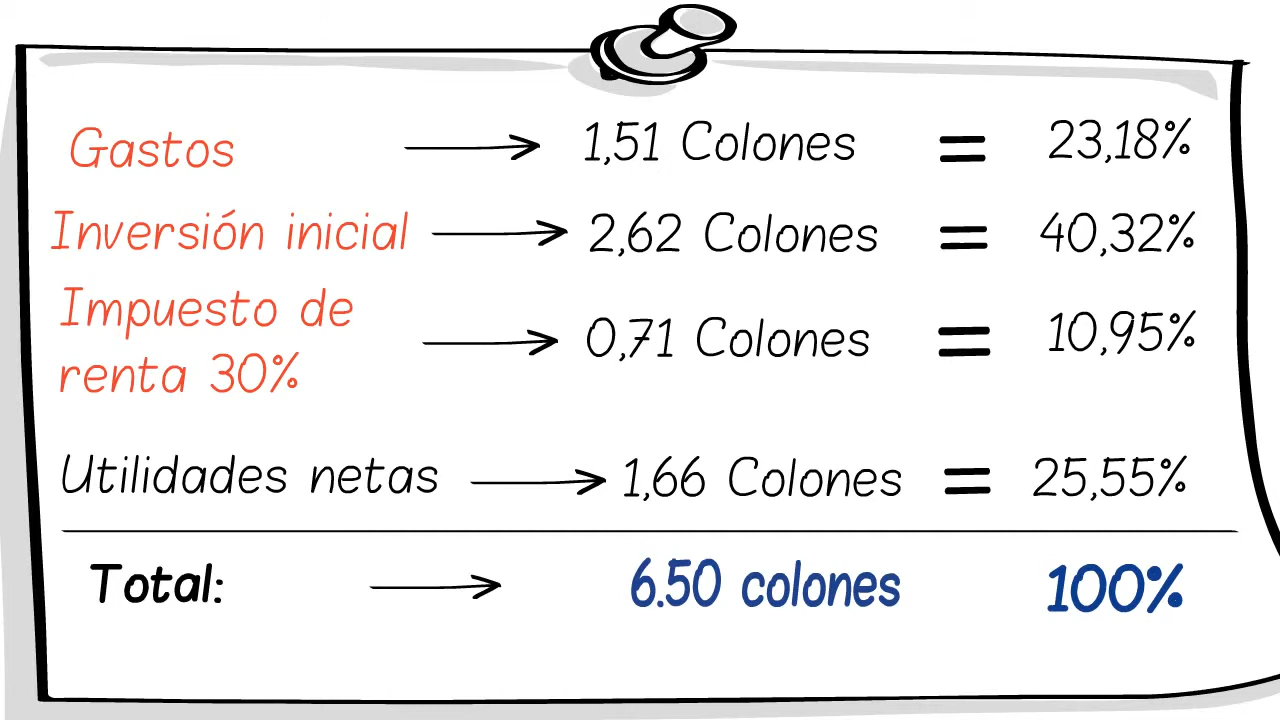 Gastos → 1,51 Colones = 23,18%
Inversión inicial → 2,62 Colones = 40,32%
Impuesto de
renta 30% → 0,71 Colones = 10,95%
Utilidades netas → 1,66 Colones = 25,55%
Total: → 6.50 colones 100%